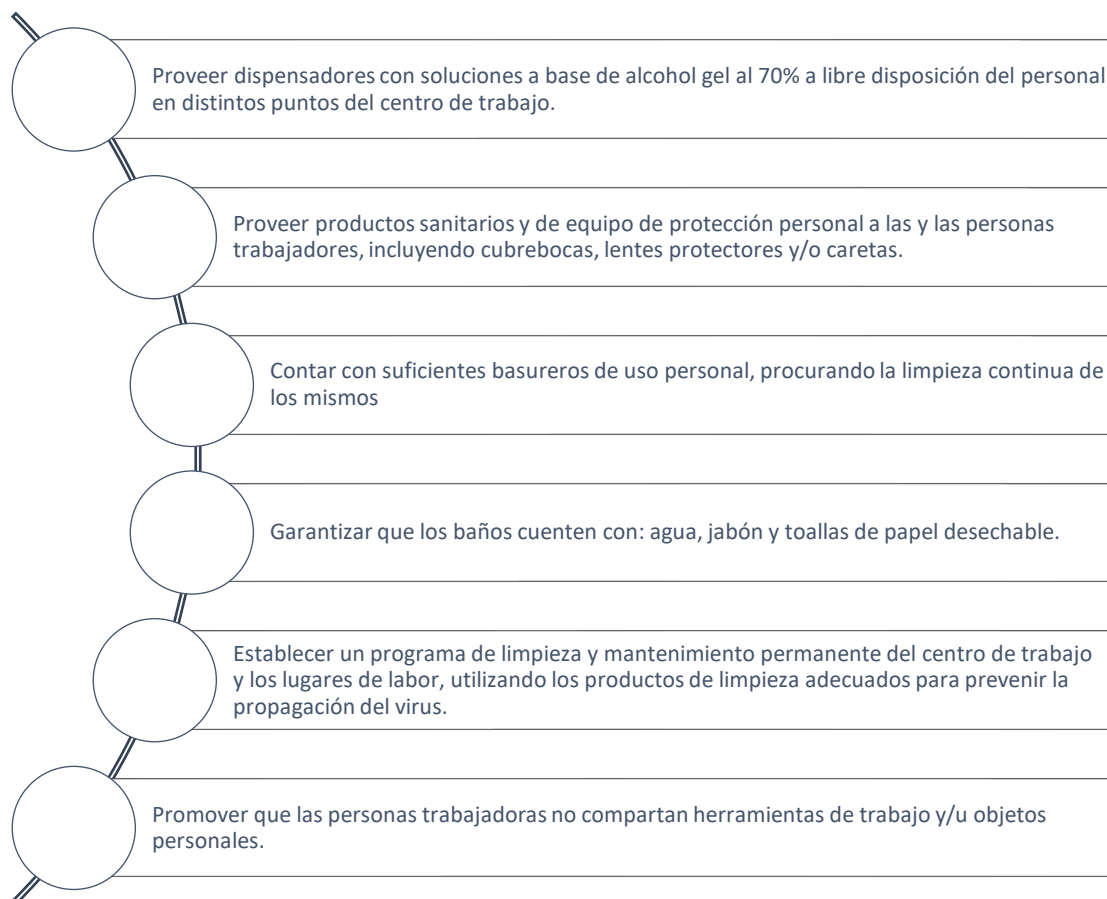 Proveer dispensadores con soluciones a base de alcohol gel al 70% a libre disposición del personal
en distintos puntos del centro de trabajo.
Proveer productos sanitarios y de equipo de protección personal a las y las personas
trabajadores, incluyendo cubrebocas, lentes protectores y/o caretas.
Contar con suficientes basureros de uso personal, procurando la limpieza continua de
los mismos
Garantizar que los baños cuenten con: agua, jabón y toallas de papel desechable.
Establecer un programa de limpieza y mantenimiento permanente del centro de trabajo
y los lugares de labor, utilizando los productos de limpieza adecuados para prevenir la
propagación del virus.
Promover que las personas trabajadoras no compartan herramientas de trabajo y/u objetos
personales.